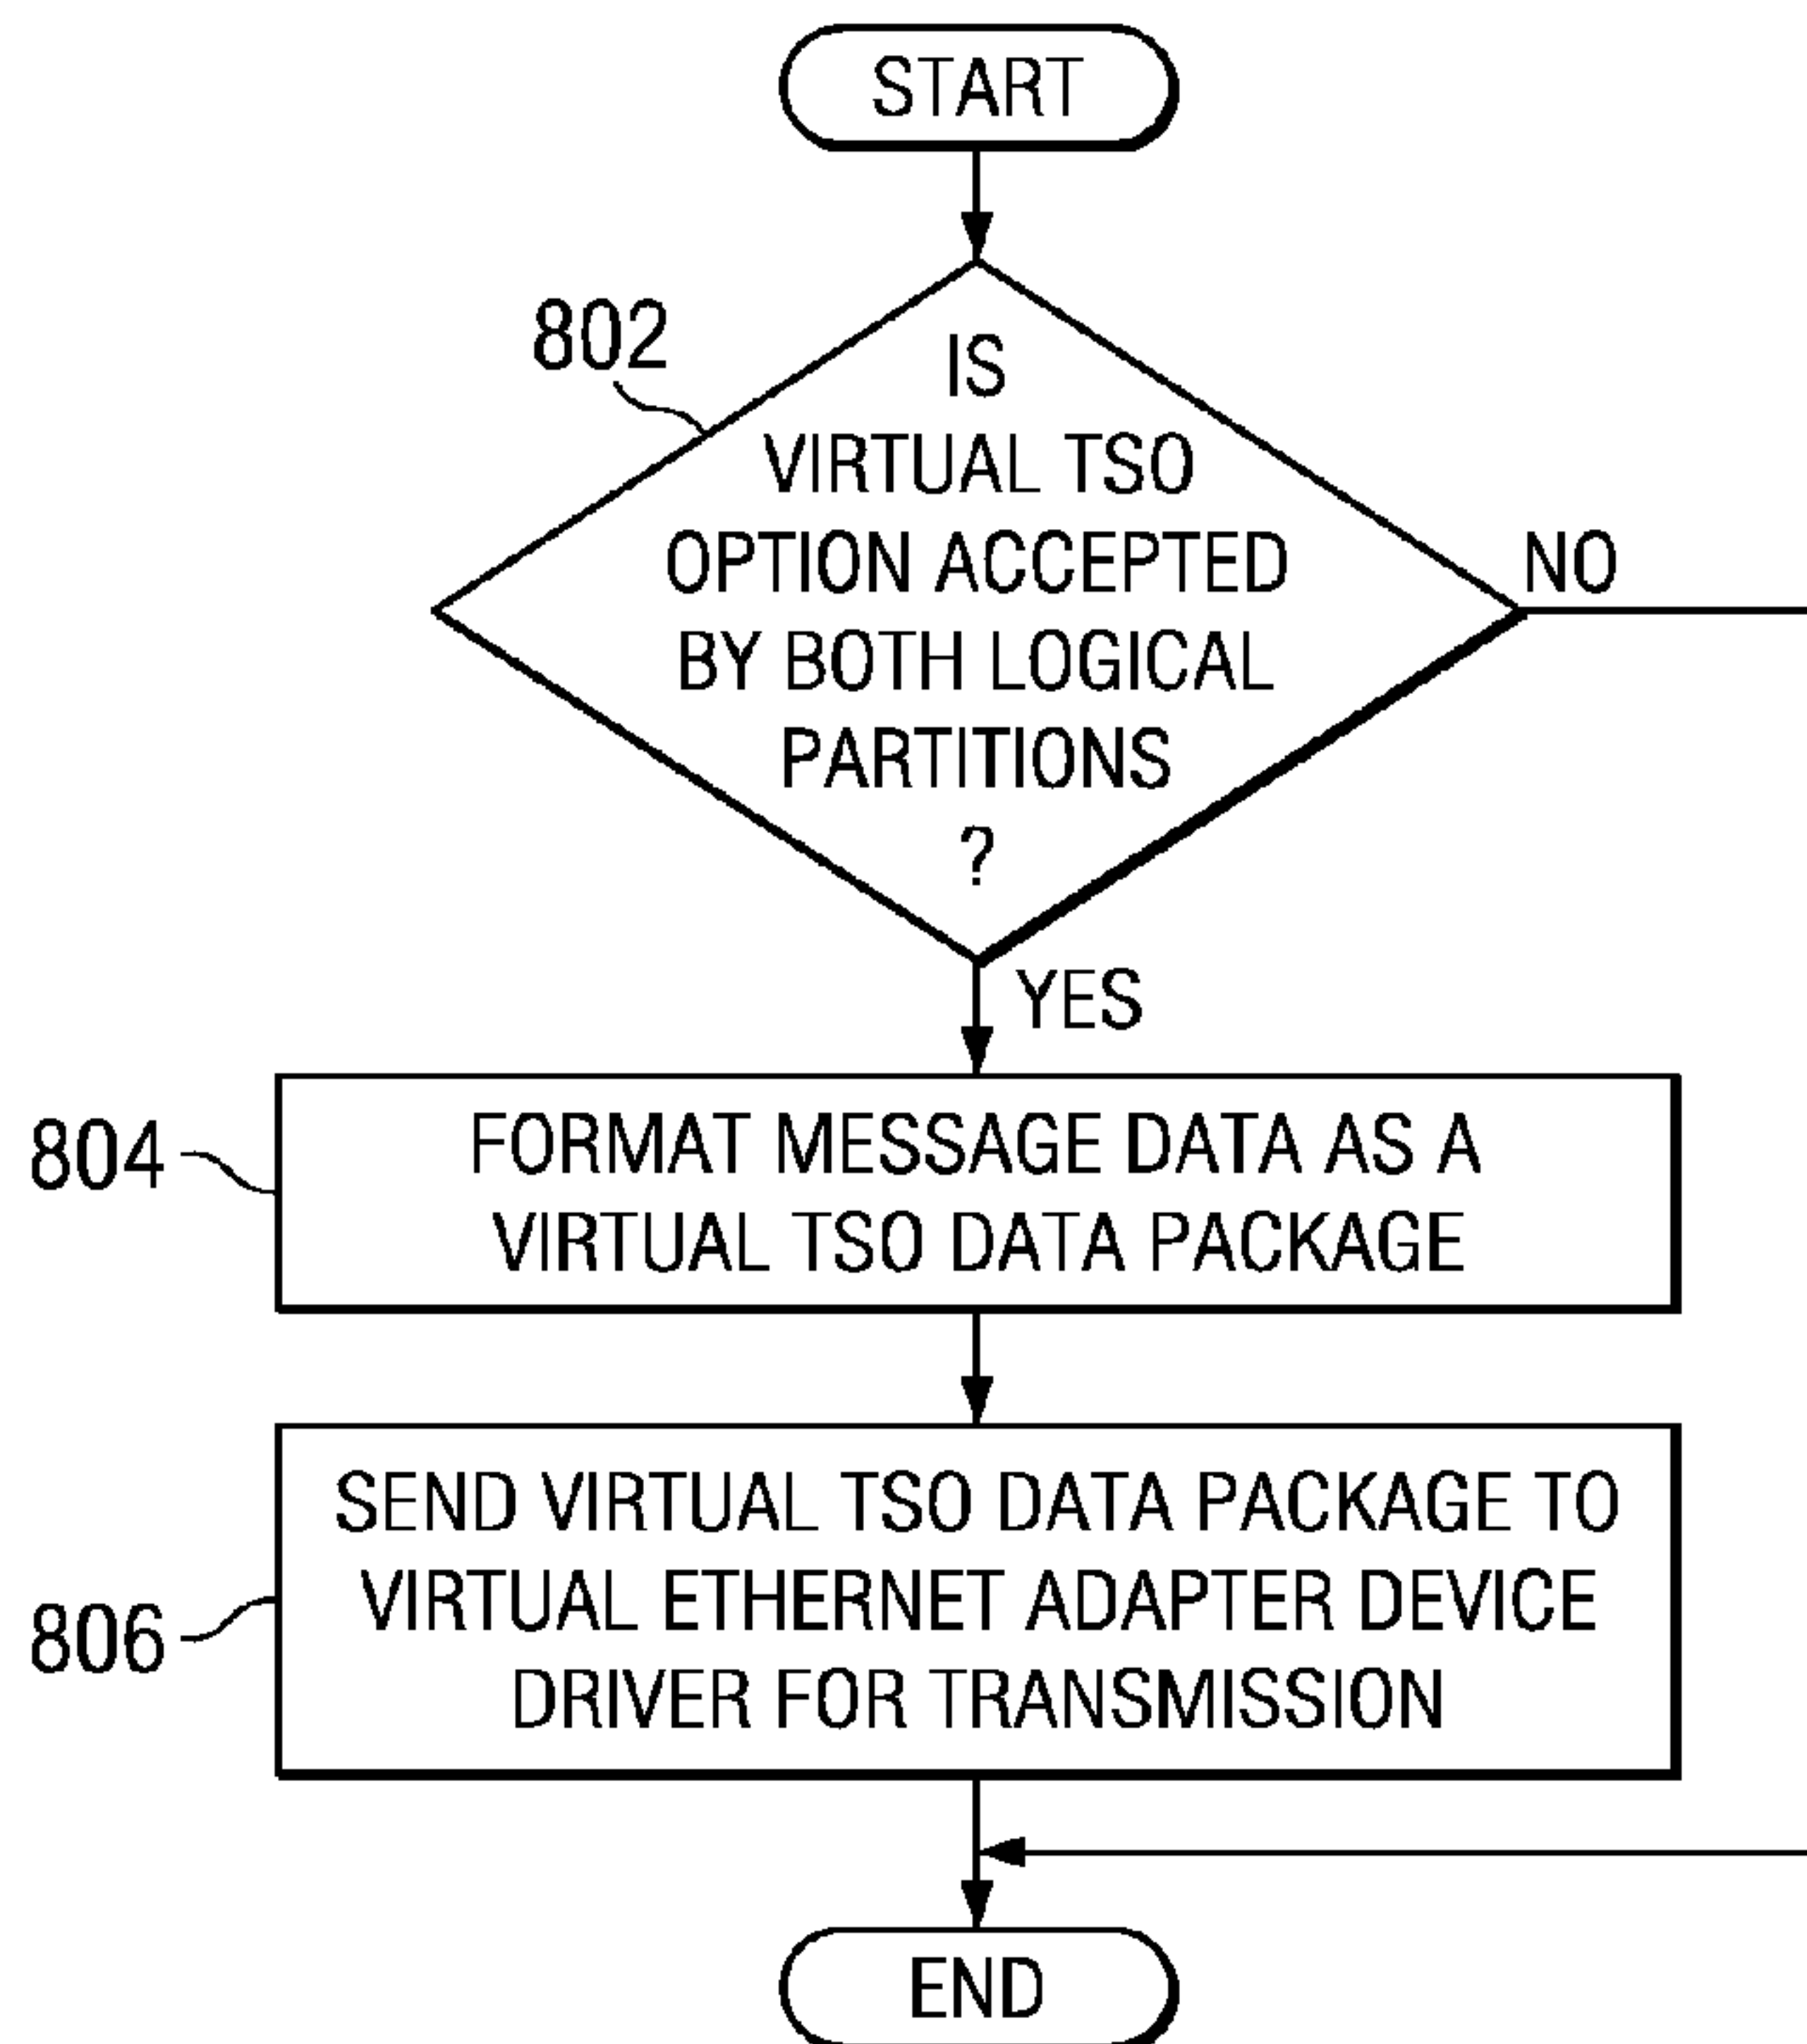 START
802
IS
VIRTUAL TSO
OPTION ACCEPTED
BY BOTH LOGICAL
PARTITIONS
?
NO
YES
804
FORMAT MESSAGE DATA AS A
VIRTUAL TSO DATA PACKAGE
806
SEND VIRTUAL TSO DATA PACKAGE TO
VIRTUAL ETHERNET ADAPTER DEVICE
DRIVER FOR TRANSMISSION
END